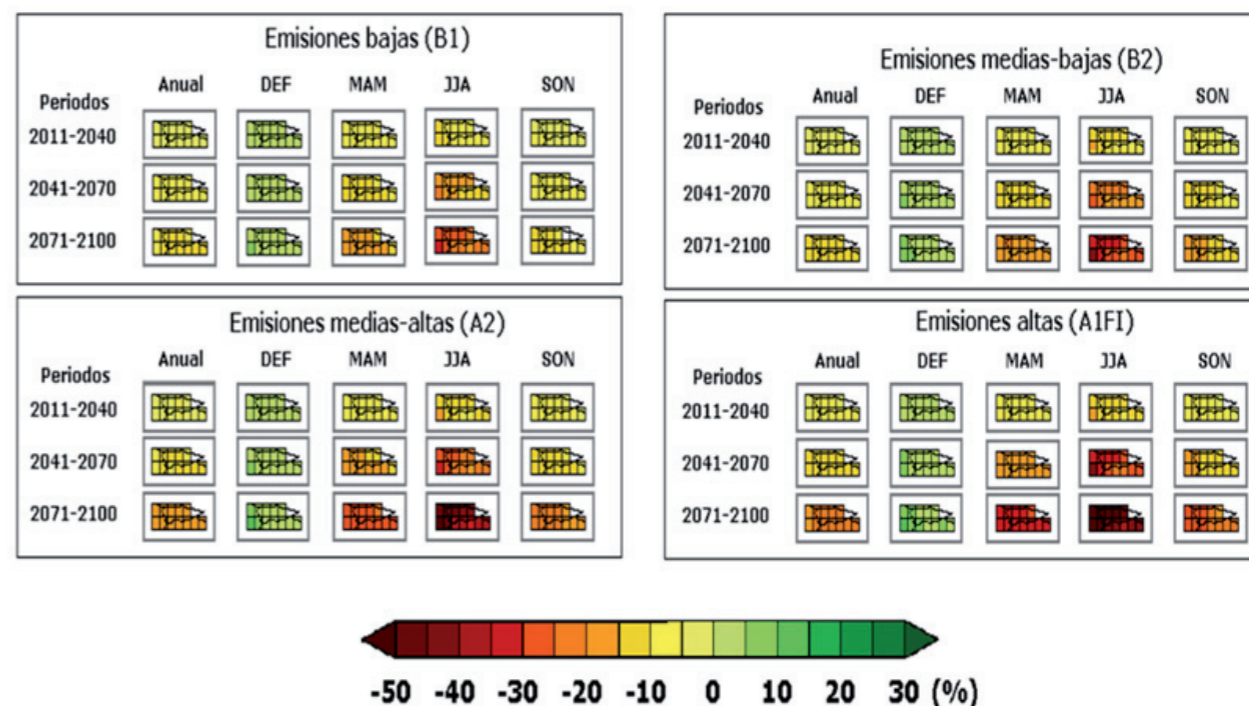 Emisiones bajas (B1)
Anual DEF MAM JJA SON
Periodos
2011-2040
2041-2070
2071-2100
Emisiones medias-bajas (B2)
Anual DEF MAM JJA SON
Periodos
2011-2040
2041-2070
2071-2100
Emisiones medias-altas (A2)
Anual DEF MAM JJA SON
Periodos
2011-2040
2041-2070
2071-2100
Emisiones altas (A1FI)
Anual DEF MAM JJA SON
Periodos
2011-2040
2041-2070
2071-2100
-50 -40 -30 -20 -10 0 10 20 30 (%)